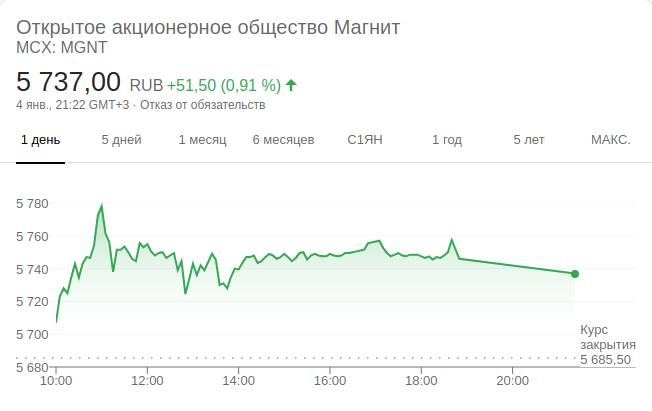 Открытое акционерное общество Магнит
MCX: MGNT
5 737,00 RUB +51,50 (0,91 %)
4 янв., 21:22 GMT+3 · Отказ от обязательств
1 день 5 дней 1 месяц 6 месяцев С1ЯН 1 год 5 лет МАКС.
5 780
5 760
5 740
5 720
5 700
Курс
закрытия
5 685,50
5 680
10:00 12:00 14:00 16:00 18:00 20:00